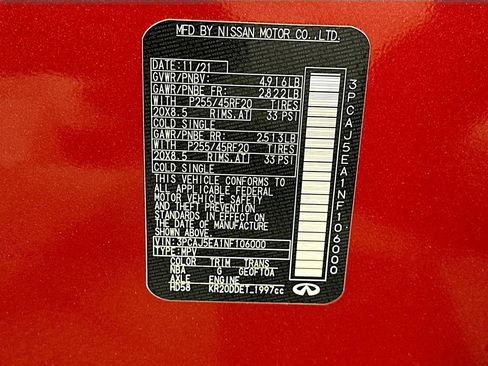 MFD BY NISSAN MOTOR CO.,LTD.
DATE: 11/21
GVWR/PNBV: 4916LB
GAWR/PNBE FR: 2822LB
WITH P255/45RF20 TIRES
20X8.5 RIMS,AT 33 PSI
COLD SINGLE
GAWR/PNBE RR: 2513LB
WITH P255/45RF20 TIRES
20X8.5 RIMS,AT 33 PSI
COLD SINGLE
THIS VEHICLE CONFORMS TO
ALL APPLICABLE FEDERAL
MOTOR VEHICLE SAFETY
AND THEFT PREVENTION
STANDARDS IN EFFECT ON
THE DATE OF MANUFACTURE
SHOWN ABOVE.
VIN: 3PCAJ5EA1NF106000
TYPE: MPV
COLOR TRIM TRANS
NBA G GE0F10A
AXLE ENGINE
HD58 KR20DDET_1997cc
3PCAJ5EA1NF106000
INFINITI